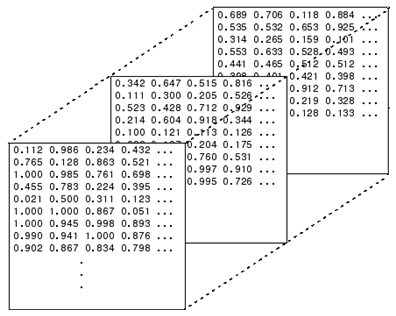 0.689 0.706 0.118 0.884 ...
0.535 0.532 0.653 0.925 ...
0.314 0.265 0.159 0.101 ...
0.553 0.633 0.528 0.493 ...
0.441 0.465 0.512 0.512 ...
0.421 0.398 ...
0.912 0.713 ...
0.219 0.328 ...
0.128 0.133 ...
0.342 0.647 0.515 0.816 ...
0.111 0.300 0.205 0.526 ...
0.523 0.428 0.712 0.929 ...
0.214 0.604 0.918 0.344 ...
0.100 0.121 0.113 0.126 ...
0.204 0.175 ...
0.760 0.531 ...
0.997 0.910 ...
0.995 0.726 ...
0.112 0.986 0.234 0.432 ...
0.765 0.128 0.863 0.521 ...
1.000 0.985 0.761 0.698 ...
0.455 0.783 0.224 0.395 ...
0.021 0.500 0.311 0.123 ...
1.000 1.000 0.867 0.051 ...
1.000 0.945 0.998 0.893 ...
0.990 0.941 1.000 0.876 ...
0.902 0.867 0.834 0.798 ...
.
.
.